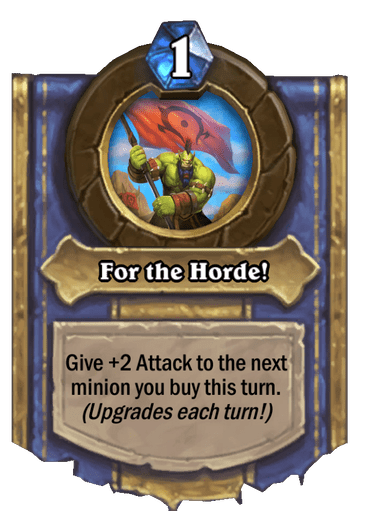 1
For the Horde!
Give +2 Attack to the next
minion you buy this turn.
(Upgrades each turn!)